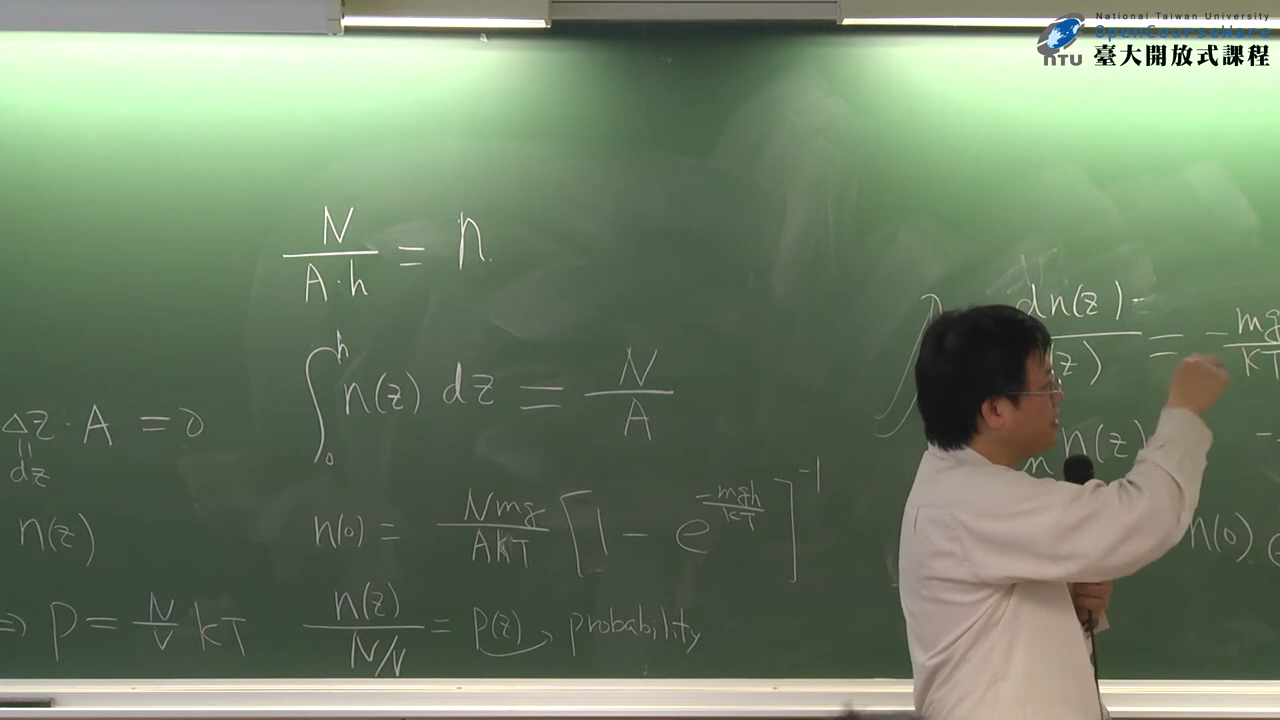 National Taiwan University
OpenCourseWare
NTU 臺大開放式課程
N/(A·h) = n.
∫₀ʰ n(z) dz = N/A
Δz·A = 0
dz
n(z)
n(0) = Nmg/AkT [1 - e^(-mgh/kT)]^-1
⇒ P = N/V kT
n(z)/(N/V) = p(z) → probability
dn(z)
(z)
= -mg/kT
n(z)
n(0) e